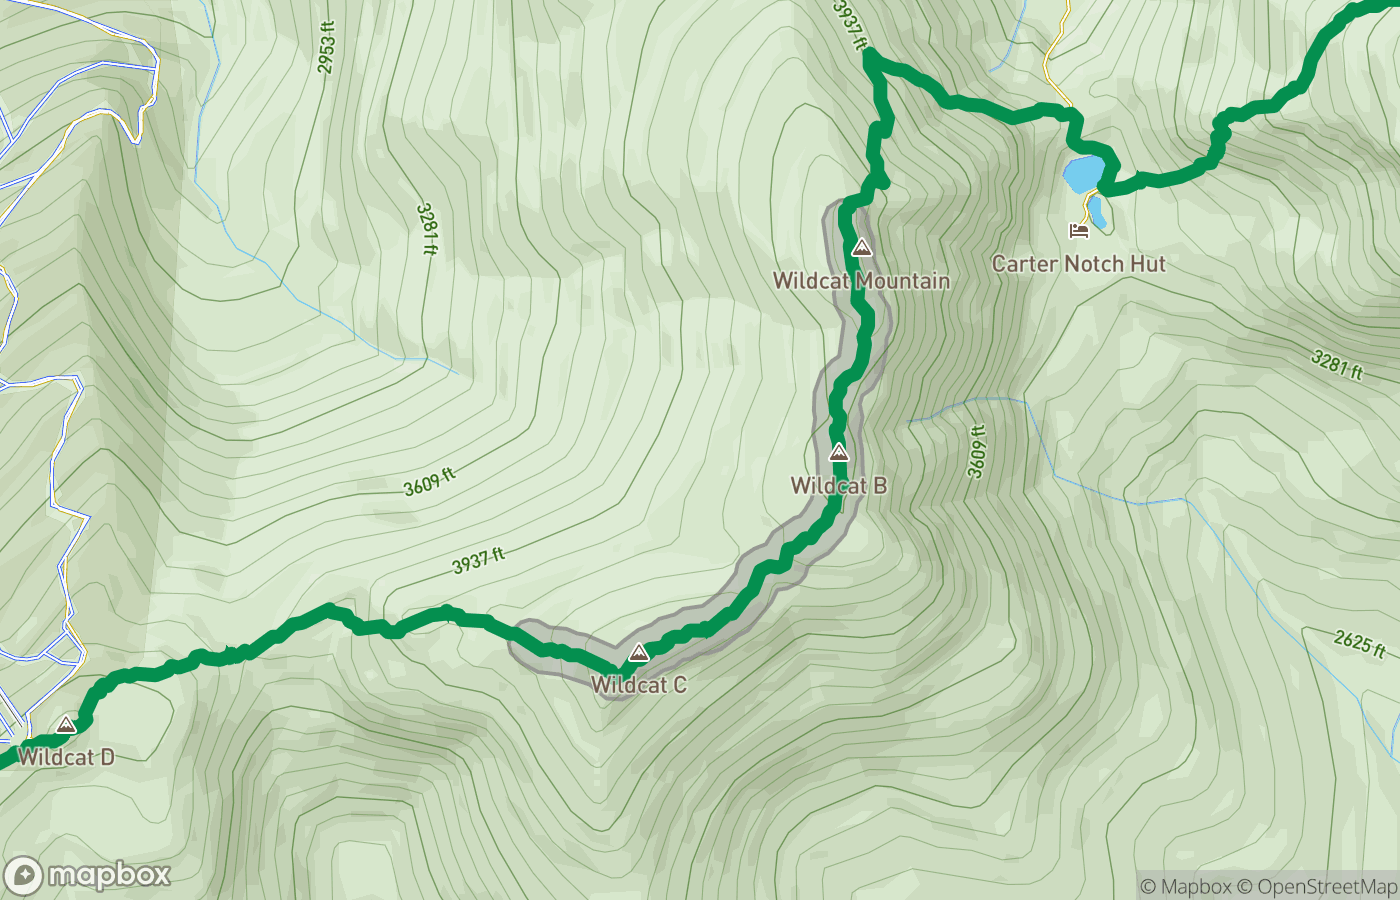 3937 ft
2953 ft
3281 ft
Carter Notch Hut
Wildcat Mountain
3281 ft
3609 ft
3609 ft
Wildcat B
3937 ft
2625 ft
Wildcat C
Wildcat D
mapbox
© Mapbox © OpenStreetMap